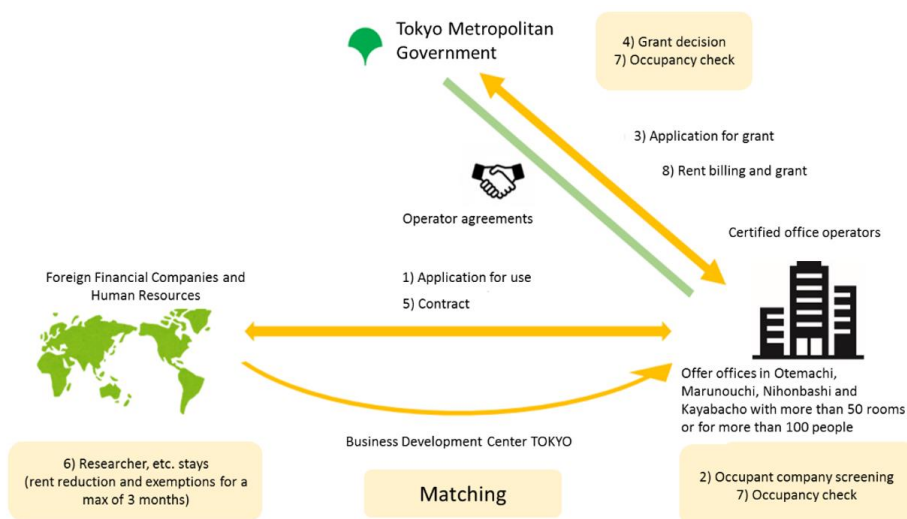 Tokyo Metropolitan
Government
4) Grant decision
7) Occupancy check
3) Application for grant
8) Rent billing and grant
Operator agreements
Certified office operators
Foreign Financial Companies and
Human Resources
1) Application for use
5) Contract
Offer offices in Otemachi,
Marunouchi, Nihonbashi and
Kayabacho with more than 50 rooms
or for more than 100 people
Business Development Center TOKYO
6) Researcher, etc. stays
(rent reduction and exemptions for a
max of 3 months)
Matching
2) Occupant company screening
7) Occupancy check